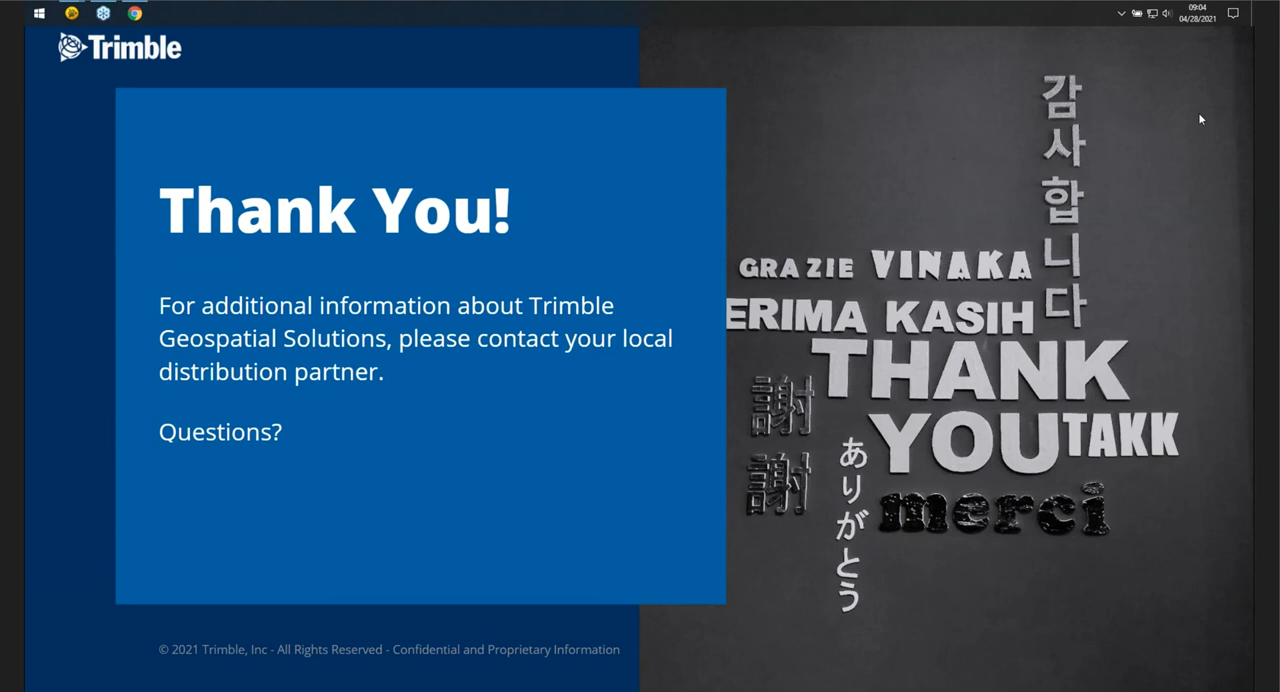 09:04
04/28/2021
Trimble
Thank You!
For additional information about Trimble
Geospatial Solutions, please contact your local
distribution partner.
Questions?
© 2021 Trimble, Inc - All Rights Reserved - Confidential and Proprietary Information
감사합니다
GRAZIE
VINAKA
ERIMA KASIH
THANK
YOU
TAKK
謝謝
ありがとう
merci